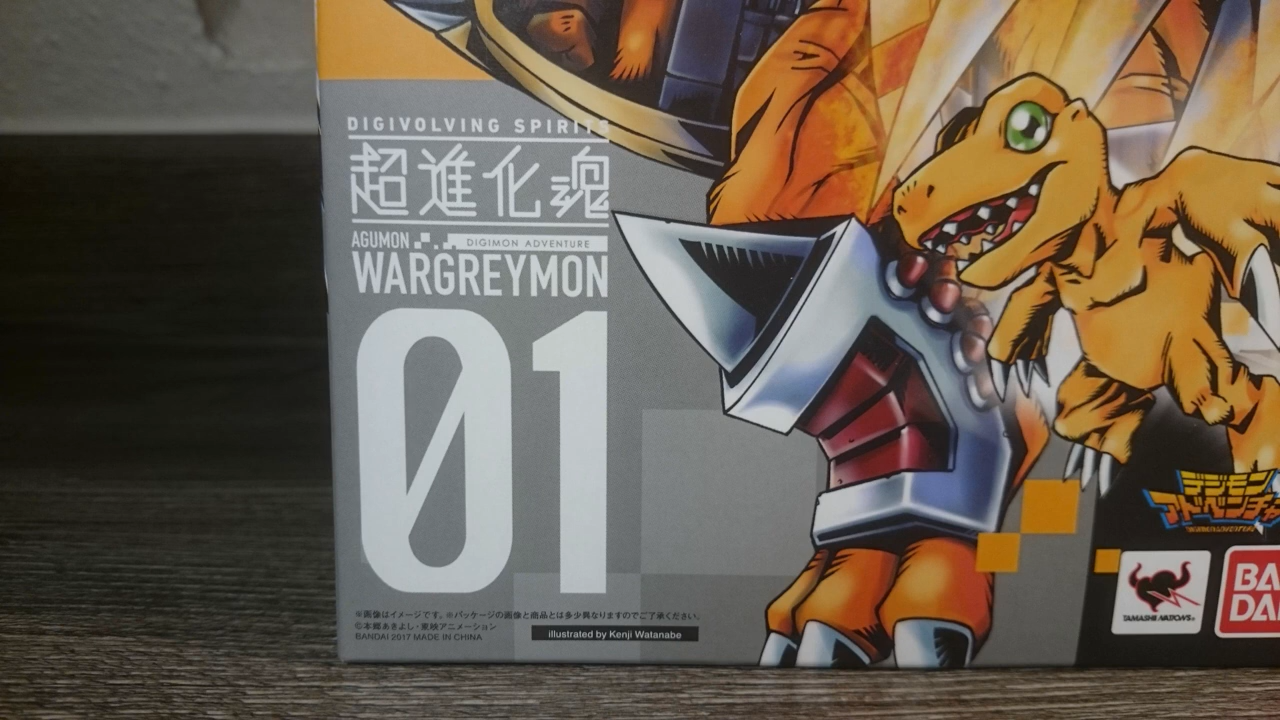 DIGIVOLVING SPIRITS
超進化魂
AGUMON DIGIMON ADVENTURE
WARGREYMON
01
※画像はイメージです。※パッケージの画像と商品とは多少異なりますのでご了承ください。
©本郷あきよし・東映アニメーション
BANDAI 2017 MADE IN CHINA
illustrated by Kenji Watanabe
デジモン
アドベンチャ
TAMASHII NATIONS®
BA
DAI